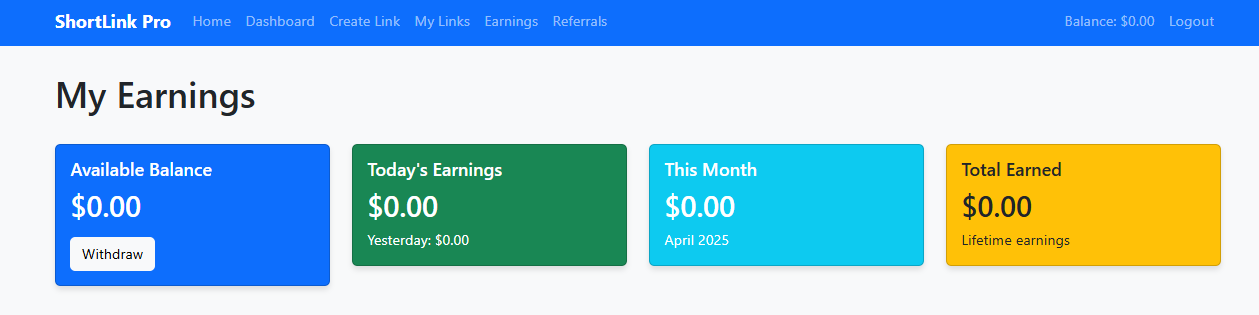 ShortLink Pro Home Dashboard Create Link My Links Earnings Referrals Balance: $0.00 Logout
My Earnings
Available Balance
$0.00
Withdraw
Today's Earnings
$0.00
Yesterday: $0.00
This Month
$0.00
April 2025
Total Earned
$0.00
Lifetime earnings